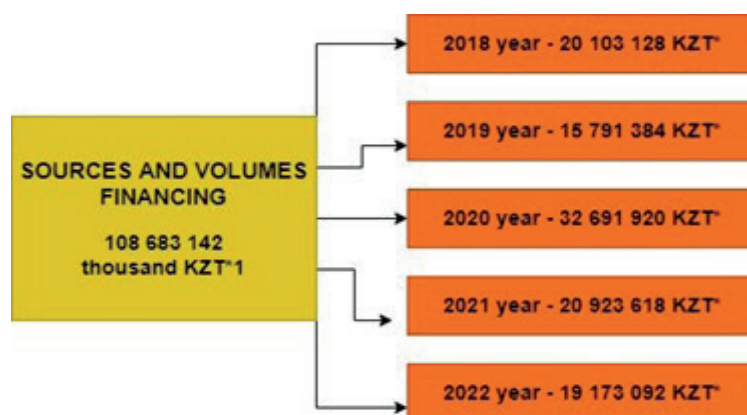 SOURCES AND VOLUMES
FINANCING
108 683 142
thousand KZT*1
2018 year - 20 103 128 KZT*
2019 year - 15 791 384 KZT*
2020 year - 32 691 920 KZT*
2021 year - 20 923 618 KZT*
2022 year - 19 173 092 KZT*